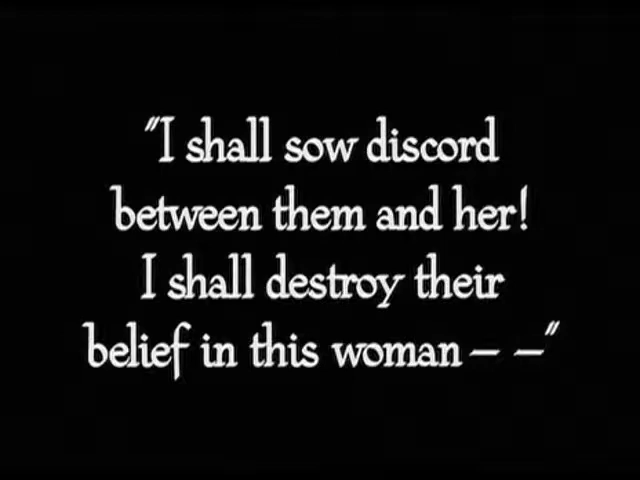 "I shall sow discord
between them and her!
I shall destroy their
belief in this woman — —"